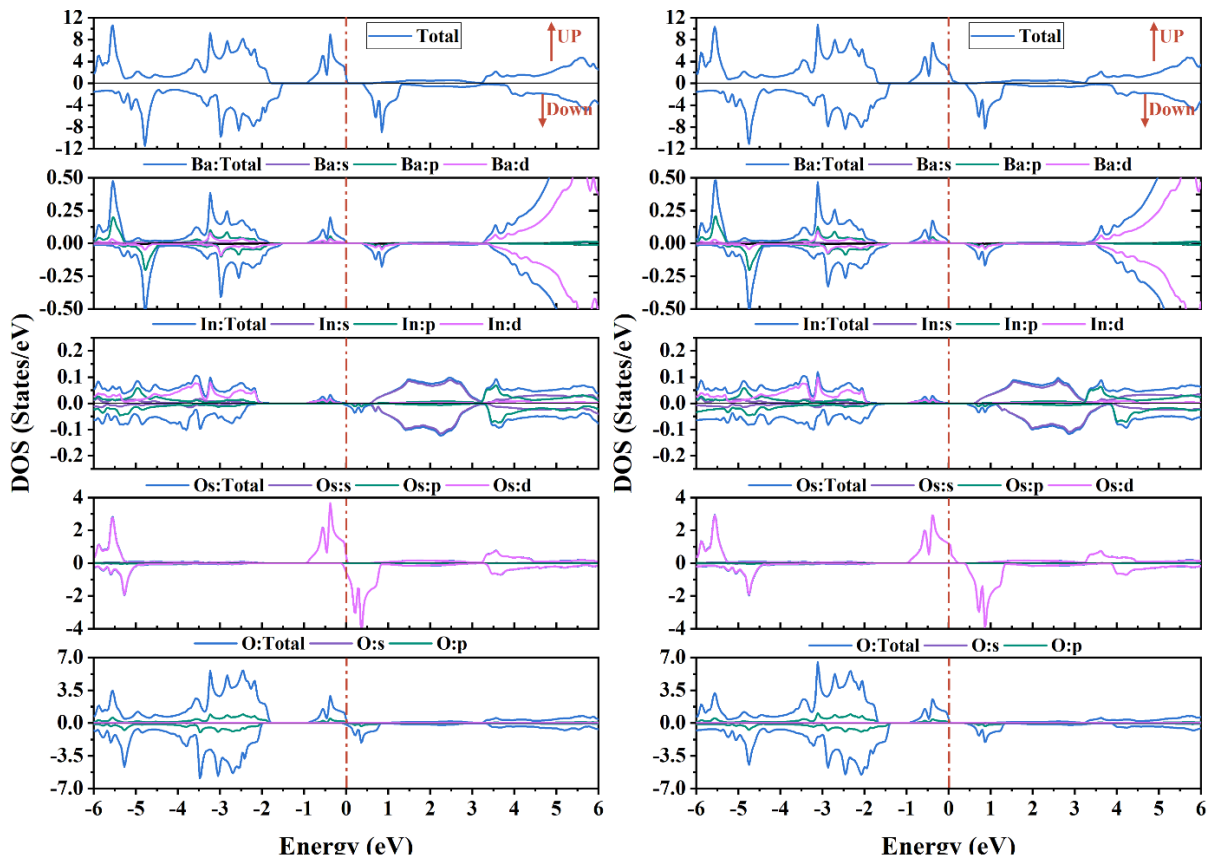 12
8
4
0
-4
-8
-12
Total
UP
Down
Ba:Total Ba:s Ba:p Ba:d
0.50
0.25
0.00
-0.25
-0.50
In:Total In:s In:p In:d
0.2
0.1
0.0
-0.1
-0.2
Os:Total Os:s Os:p Os:d
4
2
0
-2
-4
O:Total O:s O:p
7.0
3.5
0.0
-3.5
-7.0
-6 -5 -4 -3 -2 -1 0 1 2 3 4 5 6
DOS (States/eV)
Energy (eV)
12
8
4
0
-4
-8
-12
Total
UP
Down
Ba:Total Ba:s Ba:p Ba:d
0.50
0.25
0.00
-0.25
-0.50
In:Total In:s In:p In:d
0.2
0.1
0.0
-0.1
-0.2
Os:Total Os:s Os:p Os:d
4
2
0
-2
-4
O:Total O:s O:p
7.0
3.5
0.0
-3.5
-7.0
-6 -5 -4 -3 -2 -1 0 1 2 3 4 5 6
DOS (States/eV)
Energy (eV)